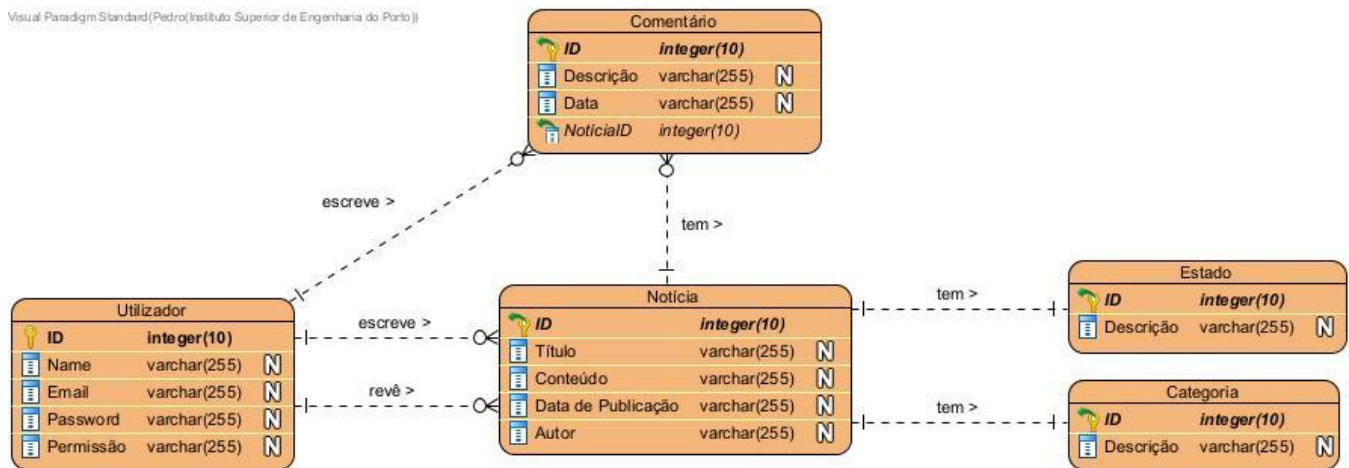 Visual Paradigm Standard(Pedro(Instituto Superior de Engenharia do Porto))
Comentário
ID integer(10)
Descrição varchar(255) N
Data varchar(255) N
NotíciaID integer(10)
escreve >
tem >
Utilizador
ID integer(10)
Name varchar(255) N
Email varchar(255) N
Password varchar(255) N
Permissão varchar(255) N
escreve >
revê >
Notícia
ID integer(10)
Título varchar(255) N
Conteúdo varchar(255) N
Data de Publicação varchar(255) N
Autor varchar(255) N
tem >
tem >
Estado
ID integer(10)
Descrição varchar(255) N
Categoria
ID integer(10)
Descrição varchar(255) N